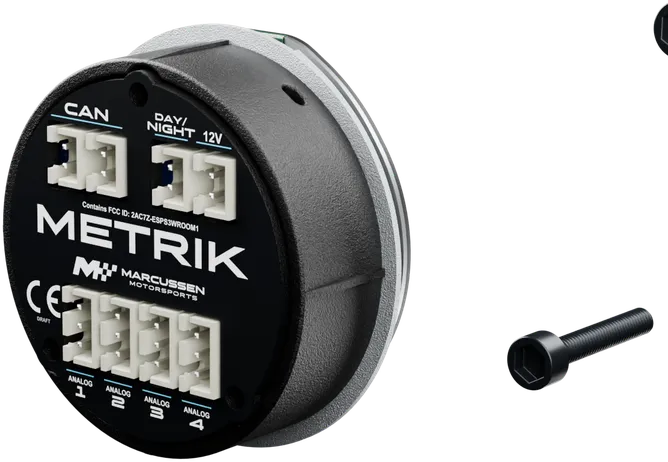 CAN
DAY/
NIGHT 12V
Contains FCC ID: 2AC7Z-ESPS3WROOM1
METRIK
M MARCUSSEN
MOTORSPORTS
CE
DRAFT
ANALOG ANALOG ANALOG ANALOG
1 2 3 4